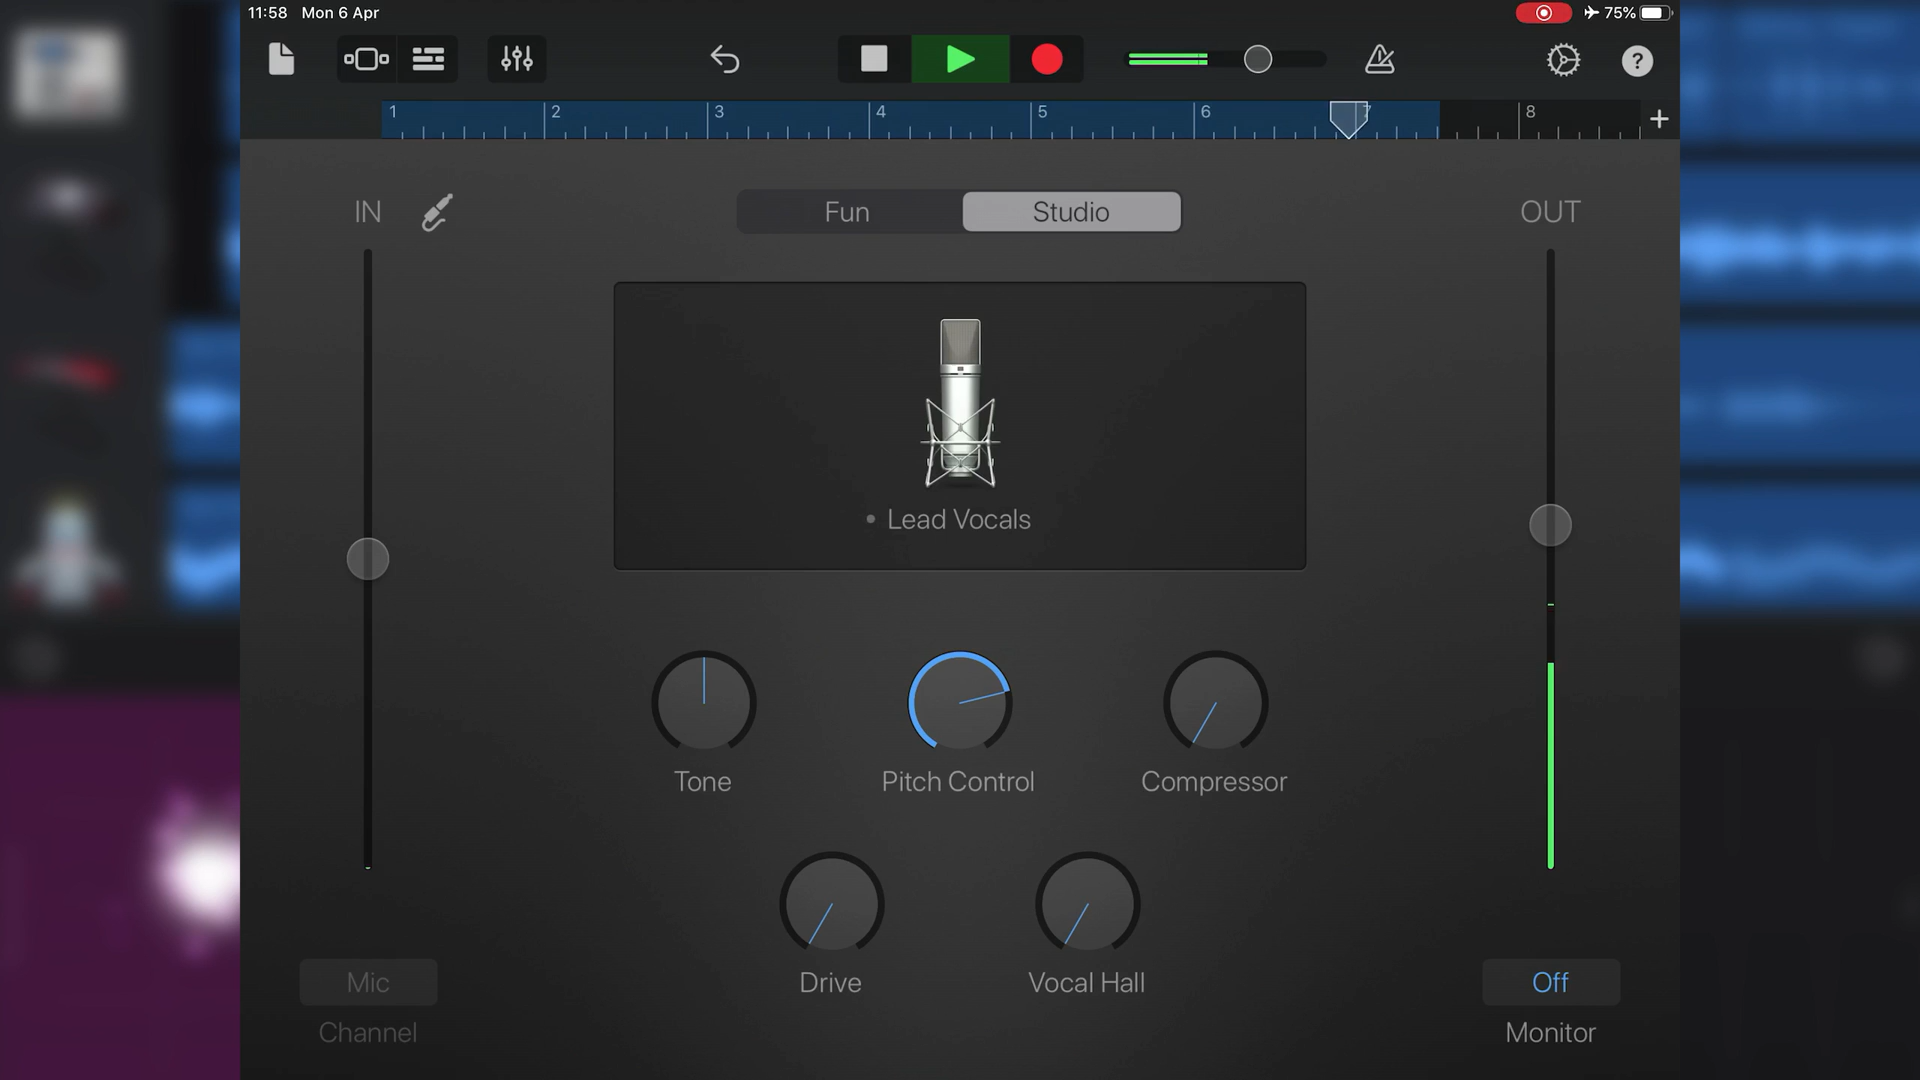 11:58 Mon 6 Apr
75%
?
1 2 3 4 5 6 7 8 +
IN
Fun Studio
OUT
Lead Vocals
Tone Pitch Control Compressor
Drive Vocal Hall
Mic
Channel
Off
Monitor